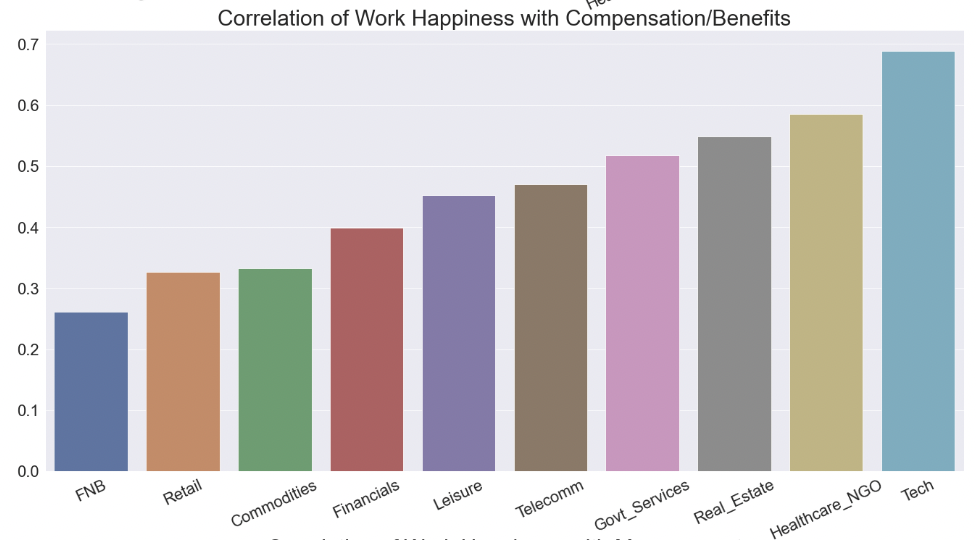 Correlation of Work Happiness with Compensation/Benefits
0.7
0.6
0.5
0.4
0.3
0.2
0.1
0.0
FNB
Retail
Commodities
Financials
Leisure
Telecomm
Govt_Services
Real_Estate
Healthcare_NGO
Tech